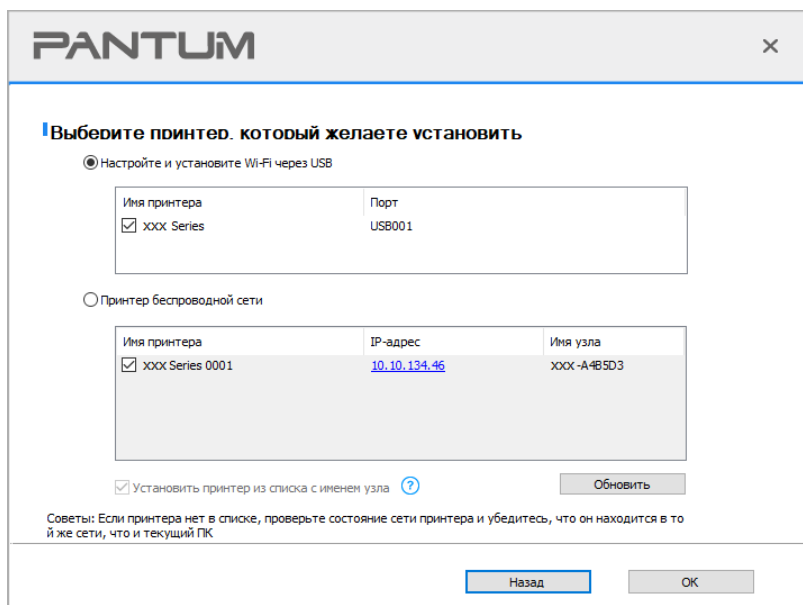 PANTUM
Выберите принтер, который желаете установить
Настройте и установите Wi-Fi через USB
Имя принтера Порт
XXX Series USB001
Принтер беспроводной сети
Имя принтера IP-адрес Имя узла
XXX Series 0001 10.10.134.46 XXX-A4B5D3
Установить принтер из списка с именем узла ?
Обновить
Советы: Если принтера нет в списке, проверьте состояние сети принтера и убедитесь, что он находится в то
й же сети, что и текущий ПК
Назад OK